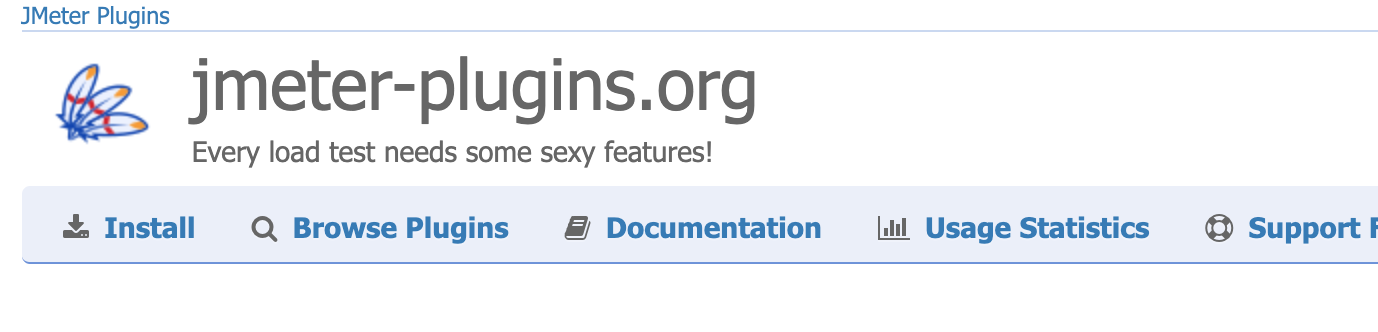 JMeter Plugins
jmeter-plugins.org
Every load test needs some sexy features!
Install Browse Plugins Documentation Usage Statistics Support